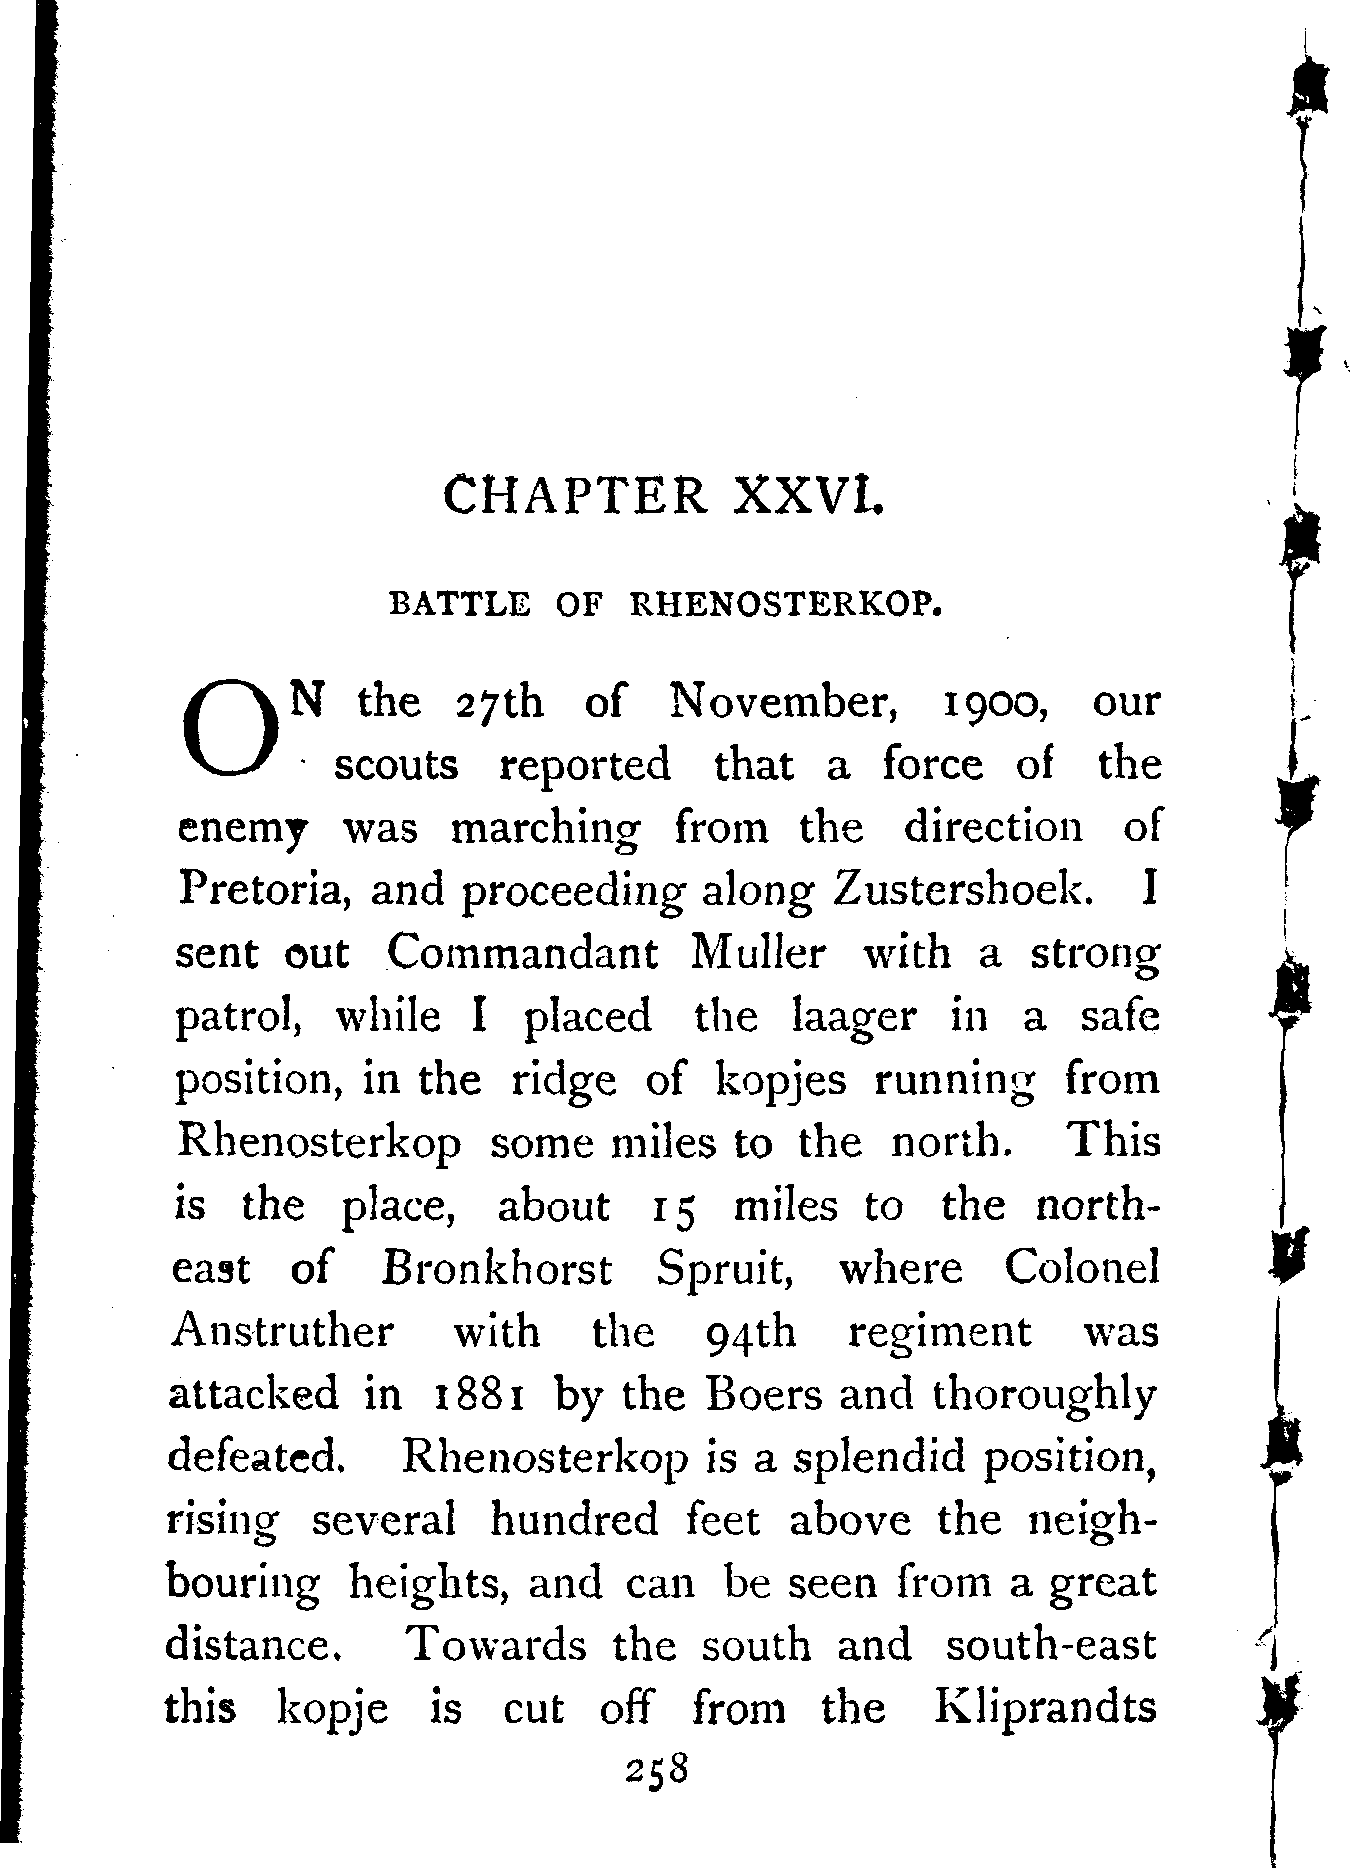 CHAPTER XXVI.
BATTLE OF RHENOSTERKOP.
ON the 27th of November, 1900, our
scouts reported that a force of the
enemy was marching from the direction of
Pretoria, and proceeding along Zustershoek. I
sent out Commandant Muller with a strong
patrol, while I placed the laager in a safe
position, in the ridge of kopjes running from
Rhenosterkop some miles to the north. This
is the place, about 15 miles to the north-
east of Bronkhorst Spruit, where Colonel
Anstruther with the 94th regiment was
attacked in 1881 by the Boers and thoroughly
defeated. Rhenosterkop is a splendid position,
rising several hundred feet above the neigh-
bouring heights, and can be seen from a great
distance. Towards the south and south-east
this kopje is cut off from the Kliprandts
258